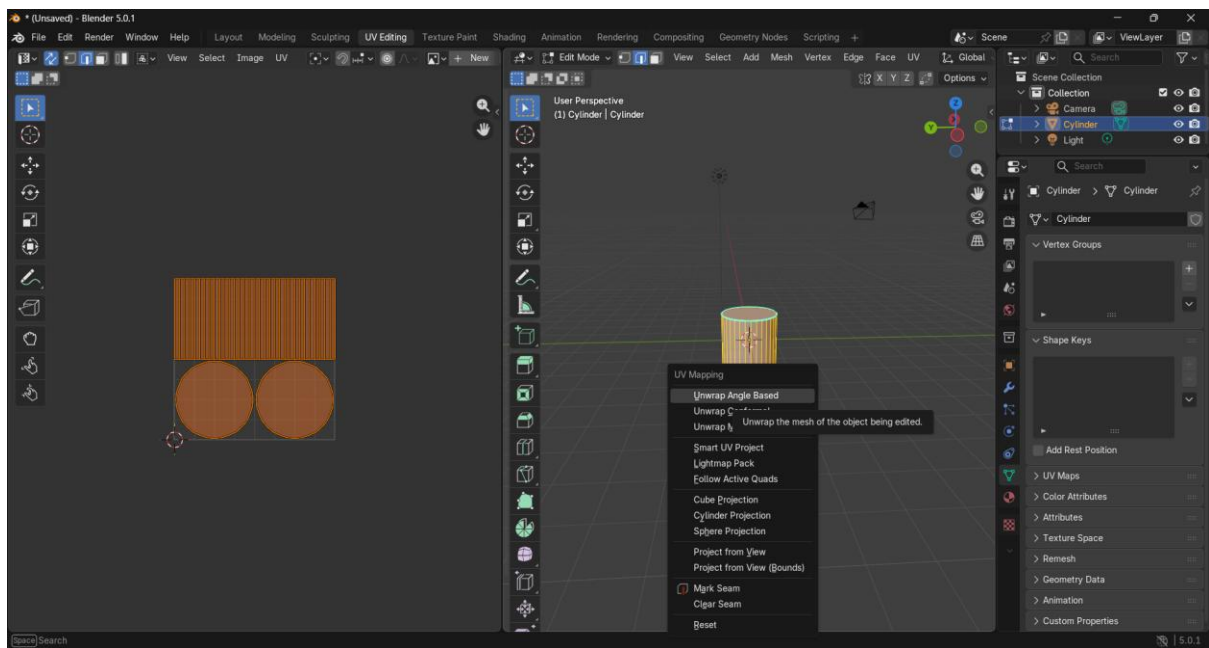 * (Unsaved) - Blender 5.0.1
File Edit Render Window Help Layout Modeling Sculpting UV Editing Texture Paint Shading Animation Rendering Compositing Geometry Nodes Scripting + Scene ViewLayer
View Select Image UV + New
Edit Mode View Select Add Mesh Vertex Edge Face UV Global
X Y Z Options
Search
User Perspective
(1) Cylinder | Cylinder
Y
Z
UV Mapping
Unwrap Angle Based
Unwrap
Unwrap
Unwrap the mesh of the object being edited.
Smart UV Project
Lightmap Pack
Follow Active Quads
Cube Projection
Cylinder Projection
Sphere Projection
Project from View
Project from View (Bounds)
Mark Seam
Clear Seam
Reset
Scene Collection
Collection
Camera
Cylinder
Light
Search
Cylinder > Cylinder
Cylinder
Vertex Groups
Shape Keys
Add Rest Position
UV Maps
Color Attributes
Attributes
Texture Space
Remesh
Geometry Data
Animation
Custom Properties
Space Search
5.0.1